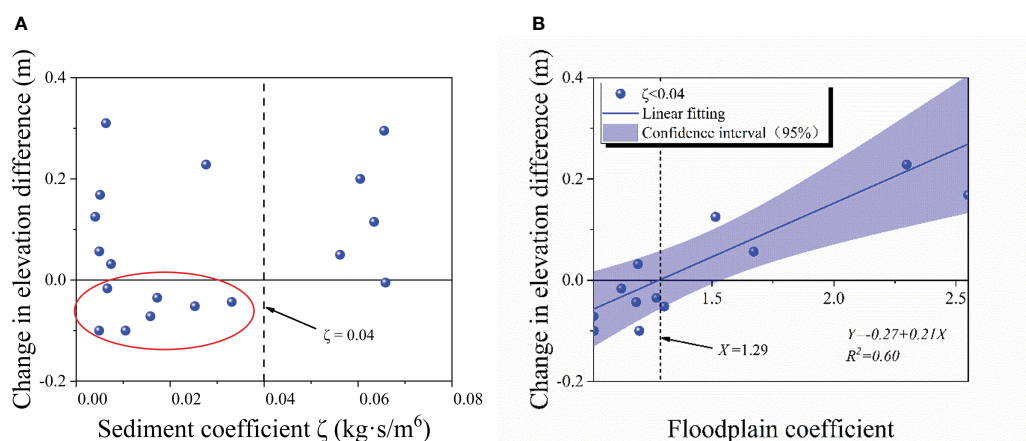 A
Change in elevation difference (m)
0.4
0.2
0.0
-0.2
0.00
0.02
0.04
0.06
0.08
ζ = 0.04
Sediment coefficient ζ (kg·s/m6)
B
Change in elevation difference (m)
0.4
0.2
0.0
-0.2
ζ<0.04
Linear fitting
Confidence interval（95%）
1.5
2.0
2.5
X=1.29
Y=-0.27+0.21X
R2=0.60
Floodplain coefficient